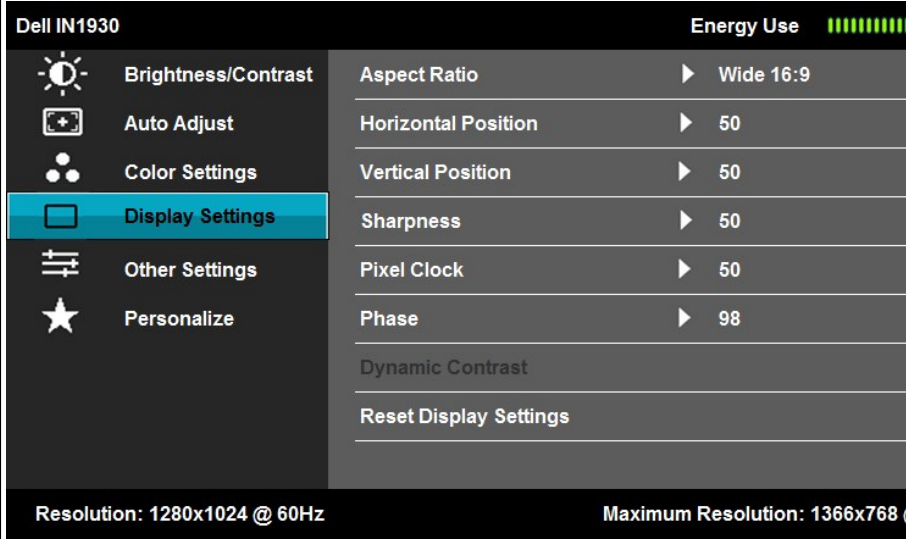 Dell IN1930 Energy Use
Brightness/Contrast Aspect Ratio Wide 16:9
Auto Adjust Horizontal Position 50
Color Settings Vertical Position 50
Display Settings Sharpness 50
Other Settings Pixel Clock 50
Personalize Phase 98
Dynamic Contrast
Reset Display Settings
Resolution: 1280x1024 @ 60Hz Maximum Resolution: 1366x768